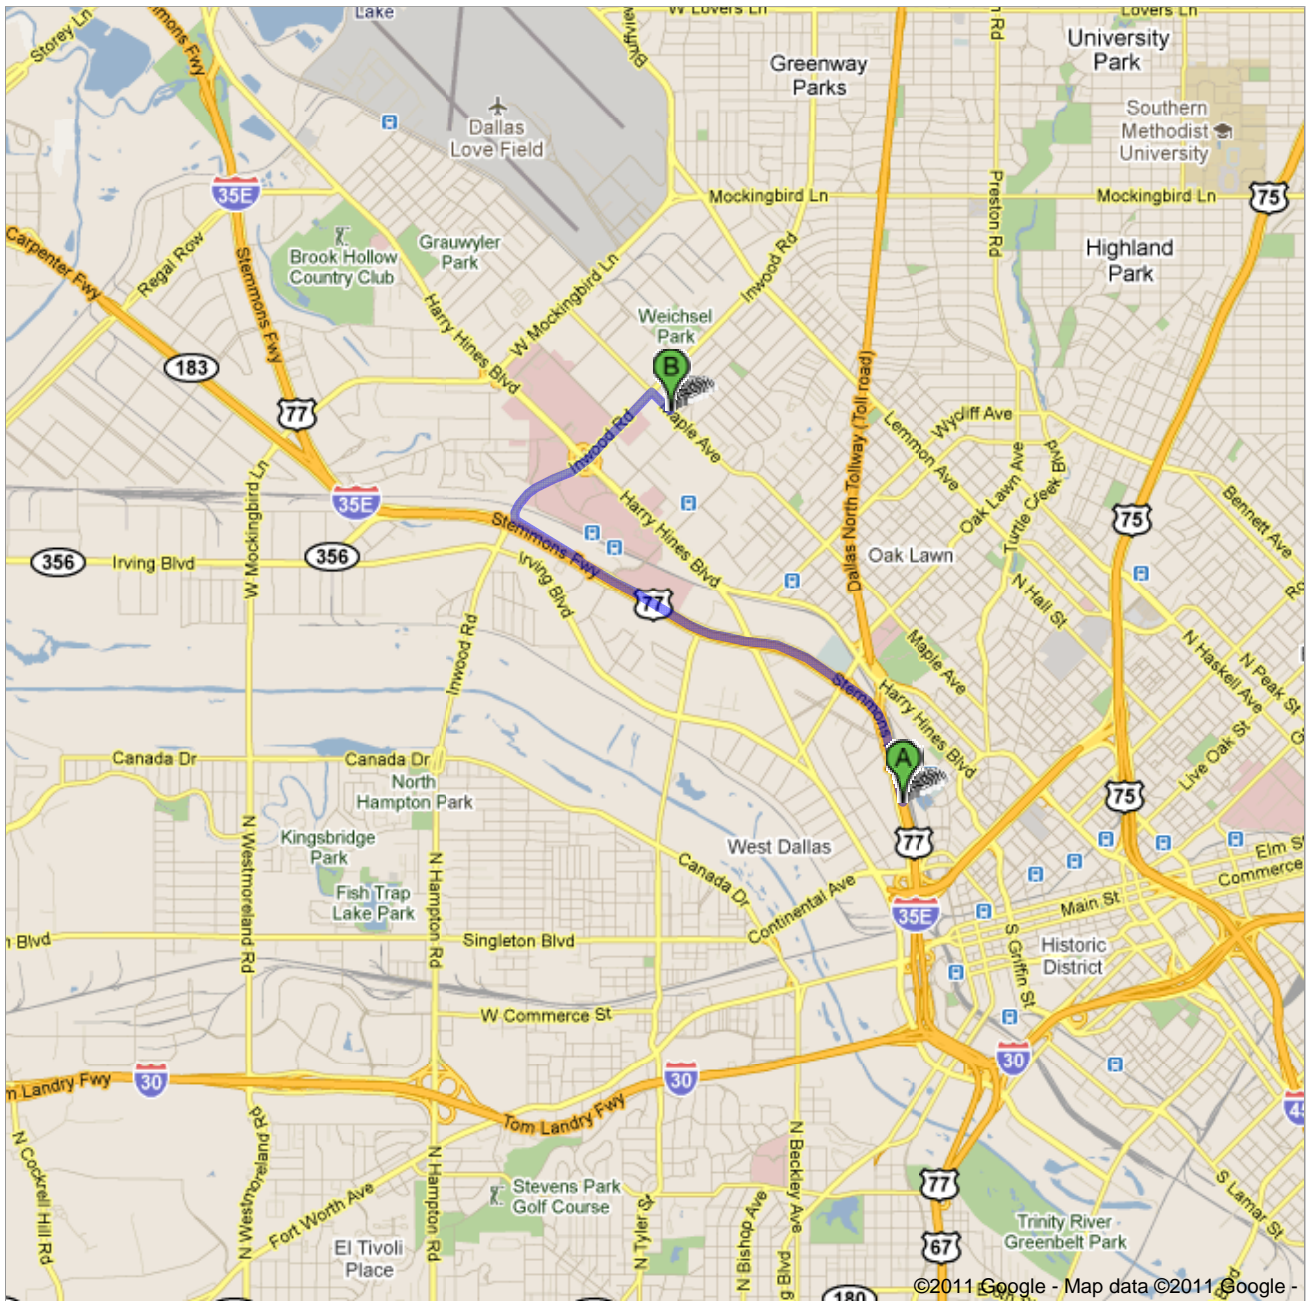 Lake
W Lovers Ln
Lovers Ln
Storey Ln
University
Park
Greenway
Parks
Southern
Methodist
University
Dallas
Love Field
35E
Mockingbird Ln
Mockingbird Ln
75
Preston Rd
Carpenter Fwy
Regal Row
Brook Hollow
Country Club
Grauwyler
Park
Inwood Rd
Highland
Park
Stemmons Fwy
W Mockingbird Ln
Harry Hines Blvd
Weichsel
Park
183
B
77
Dallas North Tollway (Toll road)
Wycliff Ave
Lemmon Ave
Inwood Rd
Maple Ave
Oak Lawn Ave
Turtle Creek Blvd
Bennett Ave
W Mockingbird Ln
35E
Stemmons Fwy
Harry Hines Blvd
75
356
Irving Blvd
356
Irving Blvd
Oak Lawn
N Hall St
77
Inwood Rd
Maple Ave
N Haskell Ave
N Peak St
Stemmons
Harry Hines Blvd
Live Oak St
Canada Dr
Canada Dr
A
North
Hampton Park
75
Kingsbridge
Park
N Westmoreland Rd
N Hampton Rd
West Dallas
77
Elm St
Commerce
Fish Trap
Lake Park
Canada Dr
Continental Ave
35E
Main St
Blvd
Singleton Blvd
S Griffin St
Historic
District
W Commerce St
30
30
30
Landry Fwy
Tom Landry Fwy
45
N Cockrell Hill Rd
N Westmoreland Rd
N Hampton Rd
N Beckley Ave
Fort Worth Ave
Stevens Park
Golf Course
77
S Lamar St
N Tyler St
N Bishop Ave
El Tivoli
Place
Trinity River
Greenbelt Park
67
180
©2011 Google - Map data ©2011 Google -